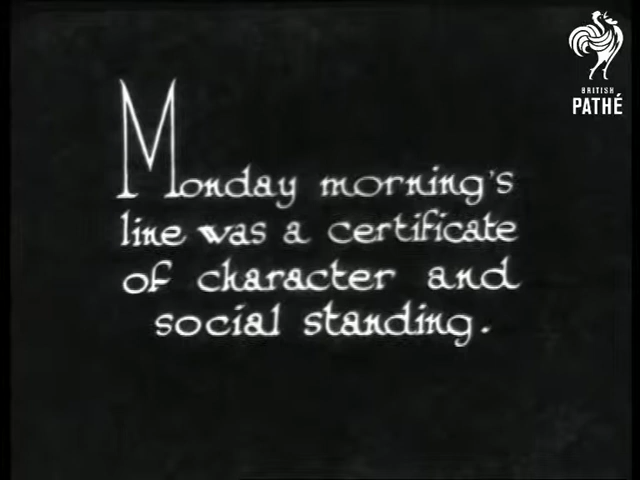 BRITISH
PATHÉ
Monday morning's
line was a certificate
of character and
social standing.